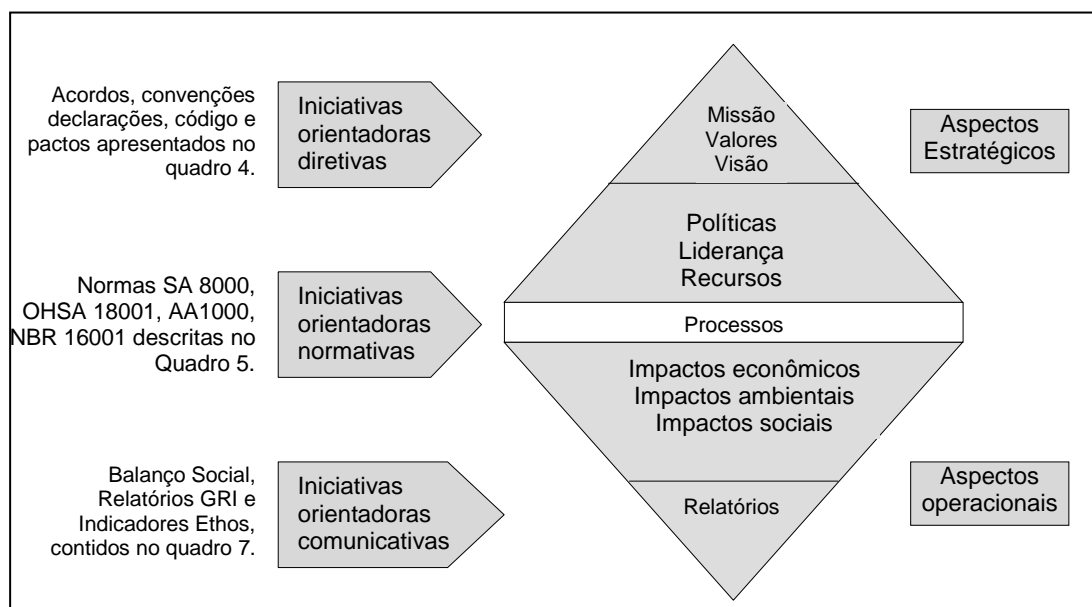 Acordos, convenções
declarações, código e
pactos apresentados no
quadro 4.
Iniciativas
orientadoras
diretivas
Missão
Valores
Visão
Aspectos
Estratégicos
Políticas
Liderança
Recursos
Normas SA 8000,
OHSA 18001, AA1000,
NBR 16001 descritas no
Quadro 5.
Iniciativas
orientadoras
normativas
Processos
Impactos econômicos
Impactos ambientais
Impactos sociais
Balanço Social,
Relatórios GRI e
Indicadores Ethos,
contidos no quadro 7.
Iniciativas
orientadoras
comunicativas
Relatórios
Aspectos
operacionais